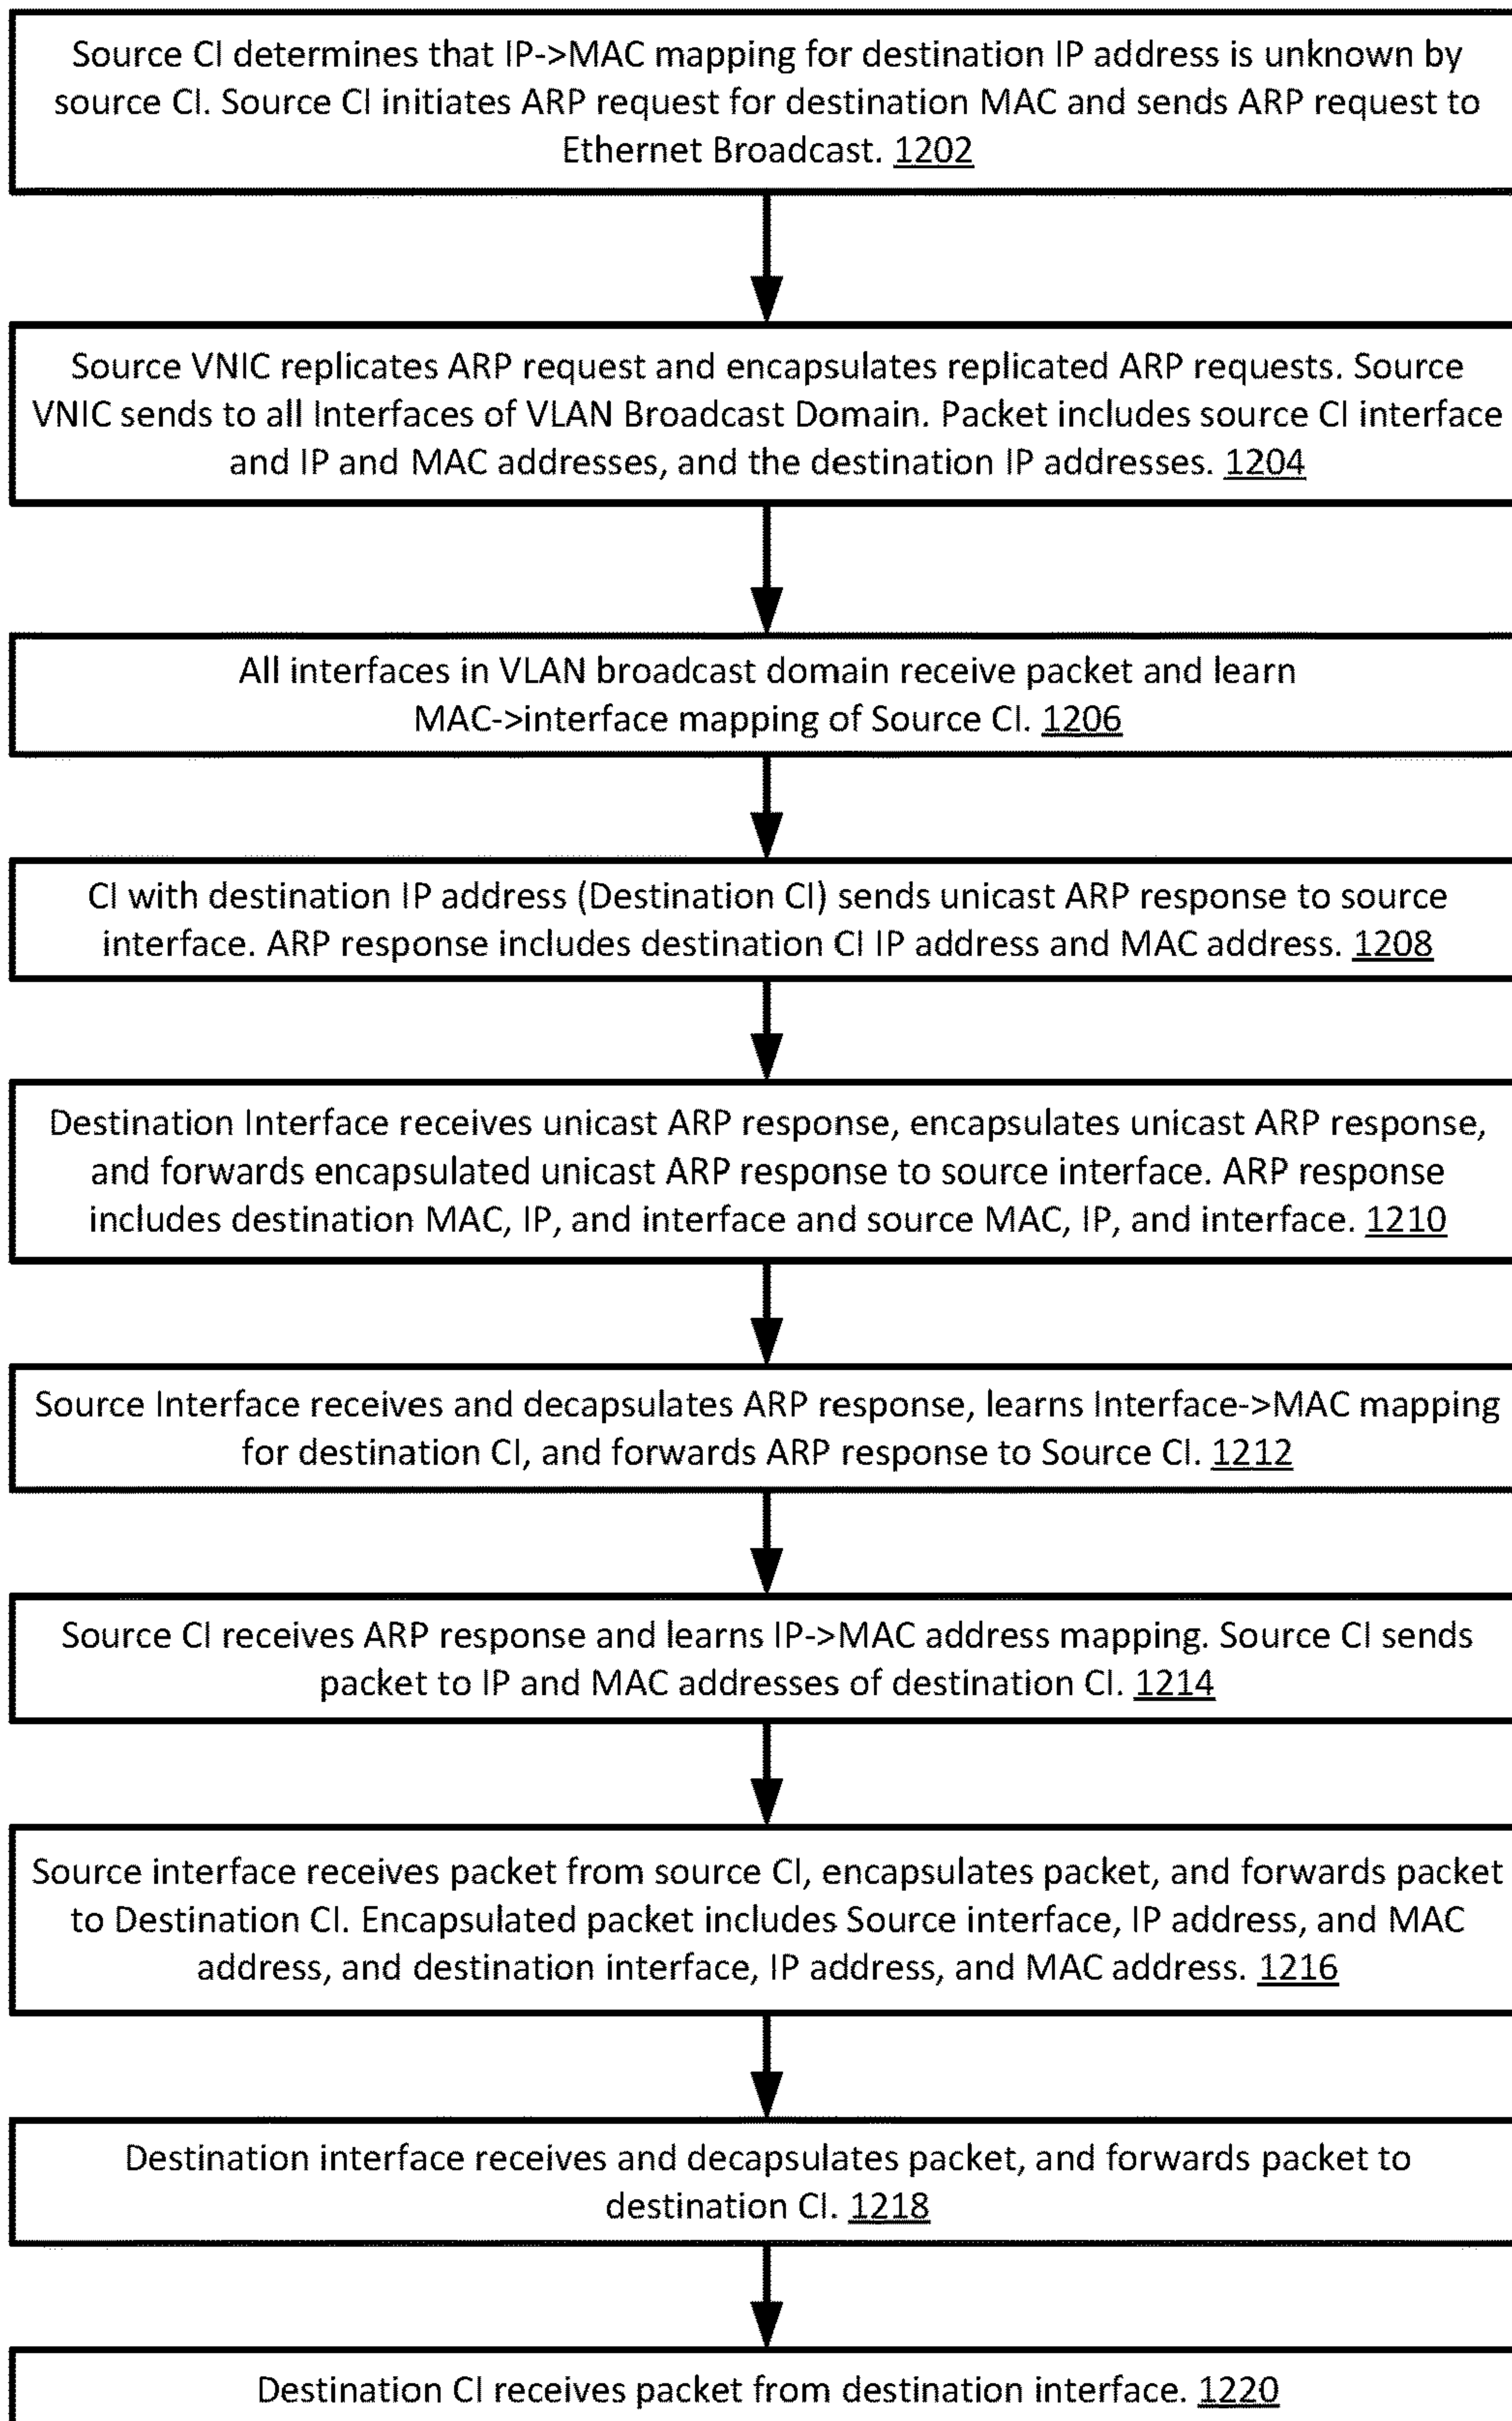 Source CI determines that IP->MAC mapping for destination IP address is unknown by
source CI. Source CI initiates ARP request for destination MAC and sends ARP request to
Ethernet Broadcast. 1202
Source VNIC replicates ARP request and encapsulates replicated ARP requests. Source
VNIC sends to all Interfaces of VLAN Broadcast Domain. Packet includes source CI interface
and IP and MAC addresses, and the destination IP addresses. 1204
All interfaces in VLAN broadcast domain receive packet and learn
MAC->interface mapping of Source CI. 1206
CI with destination IP address (Destination CI) sends unicast ARP response to source
interface. ARP response includes destination CI IP address and MAC address. 1208
Destination Interface receives unicast ARP response, encapsulates unicast ARP response,
and forwards encapsulated unicast ARP response to source interface. ARP response
includes destination MAC, IP, and interface and source MAC, IP, and interface. 1210
Source Interface receives and decapsulates ARP response, learns Interface->MAC mapping
for destination CI, and forwards ARP response to Source CI. 1212
Source CI receives ARP response and learns IP->MAC address mapping. Source CI sends
packet to IP and MAC addresses of destination CI. 1214
Source interface receives packet from source CI, encapsulates packet, and forwards packet
to Destination CI. Encapsulated packet includes Source interface, IP address, and MAC
address, and destination interface, IP address, and MAC address. 1216
Destination interface receives and decapsulates packet, and forwards packet to
destination CI. 1218
Destination CI receives packet from destination interface. 1220